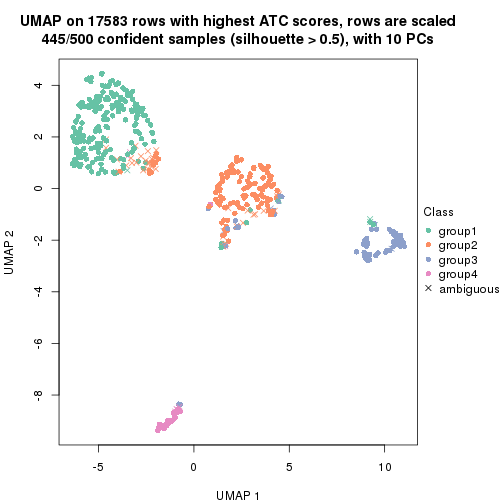 UMAP on 17583 rows with highest ATC scores, rows are scaled
445/500 confident samples (silhouette > 0.5), with 10 PCs
4
2
0
-2
-4
-6
-8
UMAP 2
-5
0
5
10
UMAP 1
Class
group1
group2
group3
group4
ambiguous